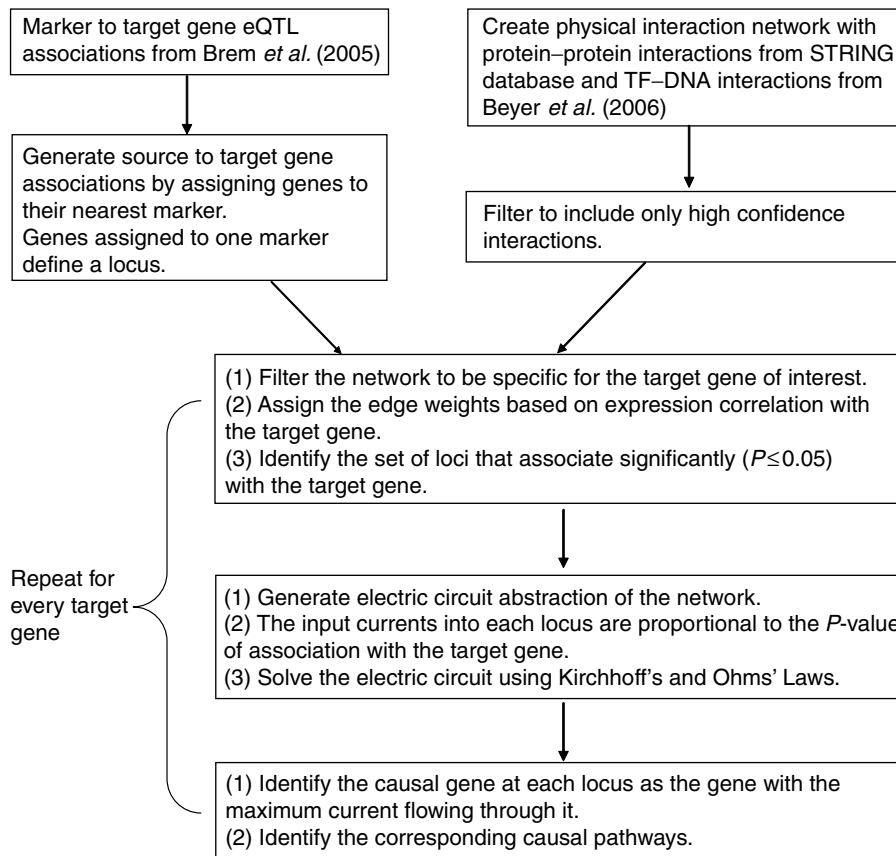 Marker to target gene eQTL
associations from Brem et al. (2005)
Create physical interaction network with
protein–protein interactions from STRING
database and TF–DNA interactions from
Beyer et al. (2006)
Generate source to target gene
associations by assigning genes to
their nearest marker.
Genes assigned to one marker
define a locus.
Filter to include only high confidence
interactions.
(1) Filter the network to be specific for the target gene of interest.
(2) Assign the edge weights based on expression correlation with
the target gene.
(3) Identify the set of loci that associate significantly (P≤0.05)
with the target gene.
Repeat for
every target
gene
(1) Generate electric circuit abstraction of the network.
(2) The input currents into each locus are proportional to the P-value
of association with the target gene.
(3) Solve the electric circuit using Kirchhoff's and Ohms' Laws.
(1) Identify the causal gene at each locus as the gene with the
maximum current flowing through it.
(2) Identify the corresponding causal pathways.